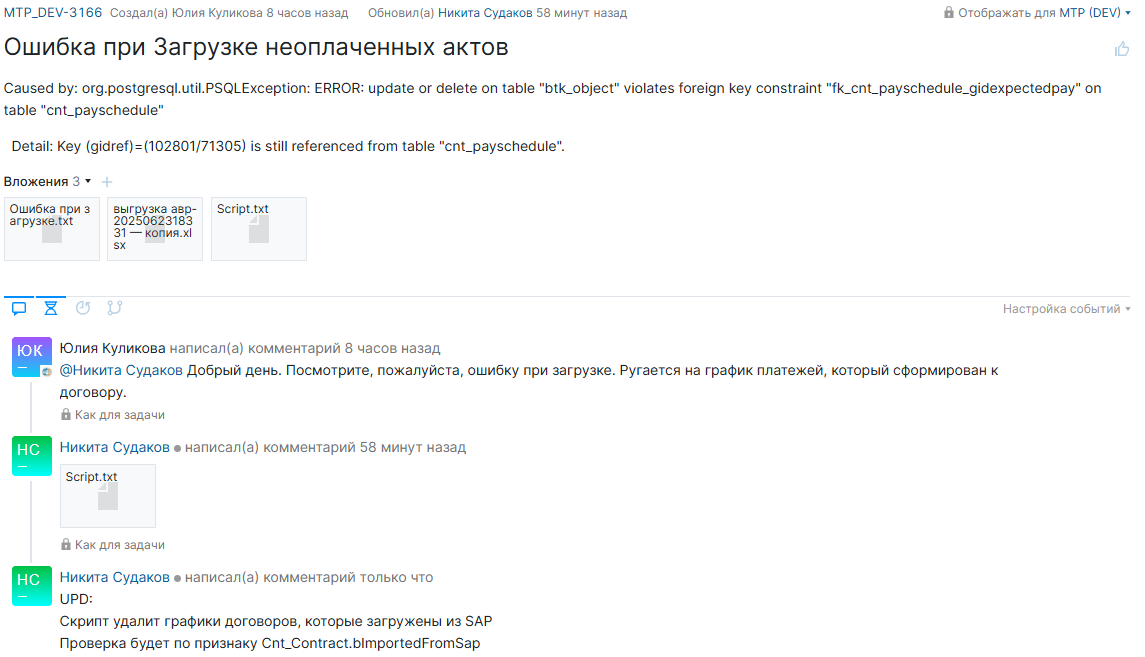 MTP_DEV-3166 Создал(а) Юлия Куликова 8 часов назад Обновил(а) Никита Судаков 58 минут назад Отображать для MTP (DEV)
Ошибка при Загрузке неоплаченных актов
Caused by: org.postgresql.util.PSQLException: ERROR: update or delete on table "btk_object" violates foreign key constraint "fk_cnt_payschedule_gidexpectedpay" on
table "cnt_payschedule"
Detail: Key (gidref)=(102801/71305) is still referenced from table "cnt_payschedule".
Вложения 3
Ошибка при з
агрузке.txt
выгрузка авр-
202506231 83
31 — копия.xl
sx
Script.txt
Настройка событий
ЮК
Юлия Куликова написал(а) комментарий 8 часов назад
@Никита Судаков Добрый день. Посмотрите, пожалуйста, ошибку при загрузке. Ругается на график платежей, который сформирован к
договору.
Как для задачи
НС
Никита Судаков написал(а) комментарий 58 минут назад
Script.txt
Как для задачи
НС
Никита Судаков написал(а) комментарий только что
UPD:
Скрипт удалит графики договоров, которые загружены из SAP
Проверка будет по признаку Cnt_Contract.bImportedFromSap